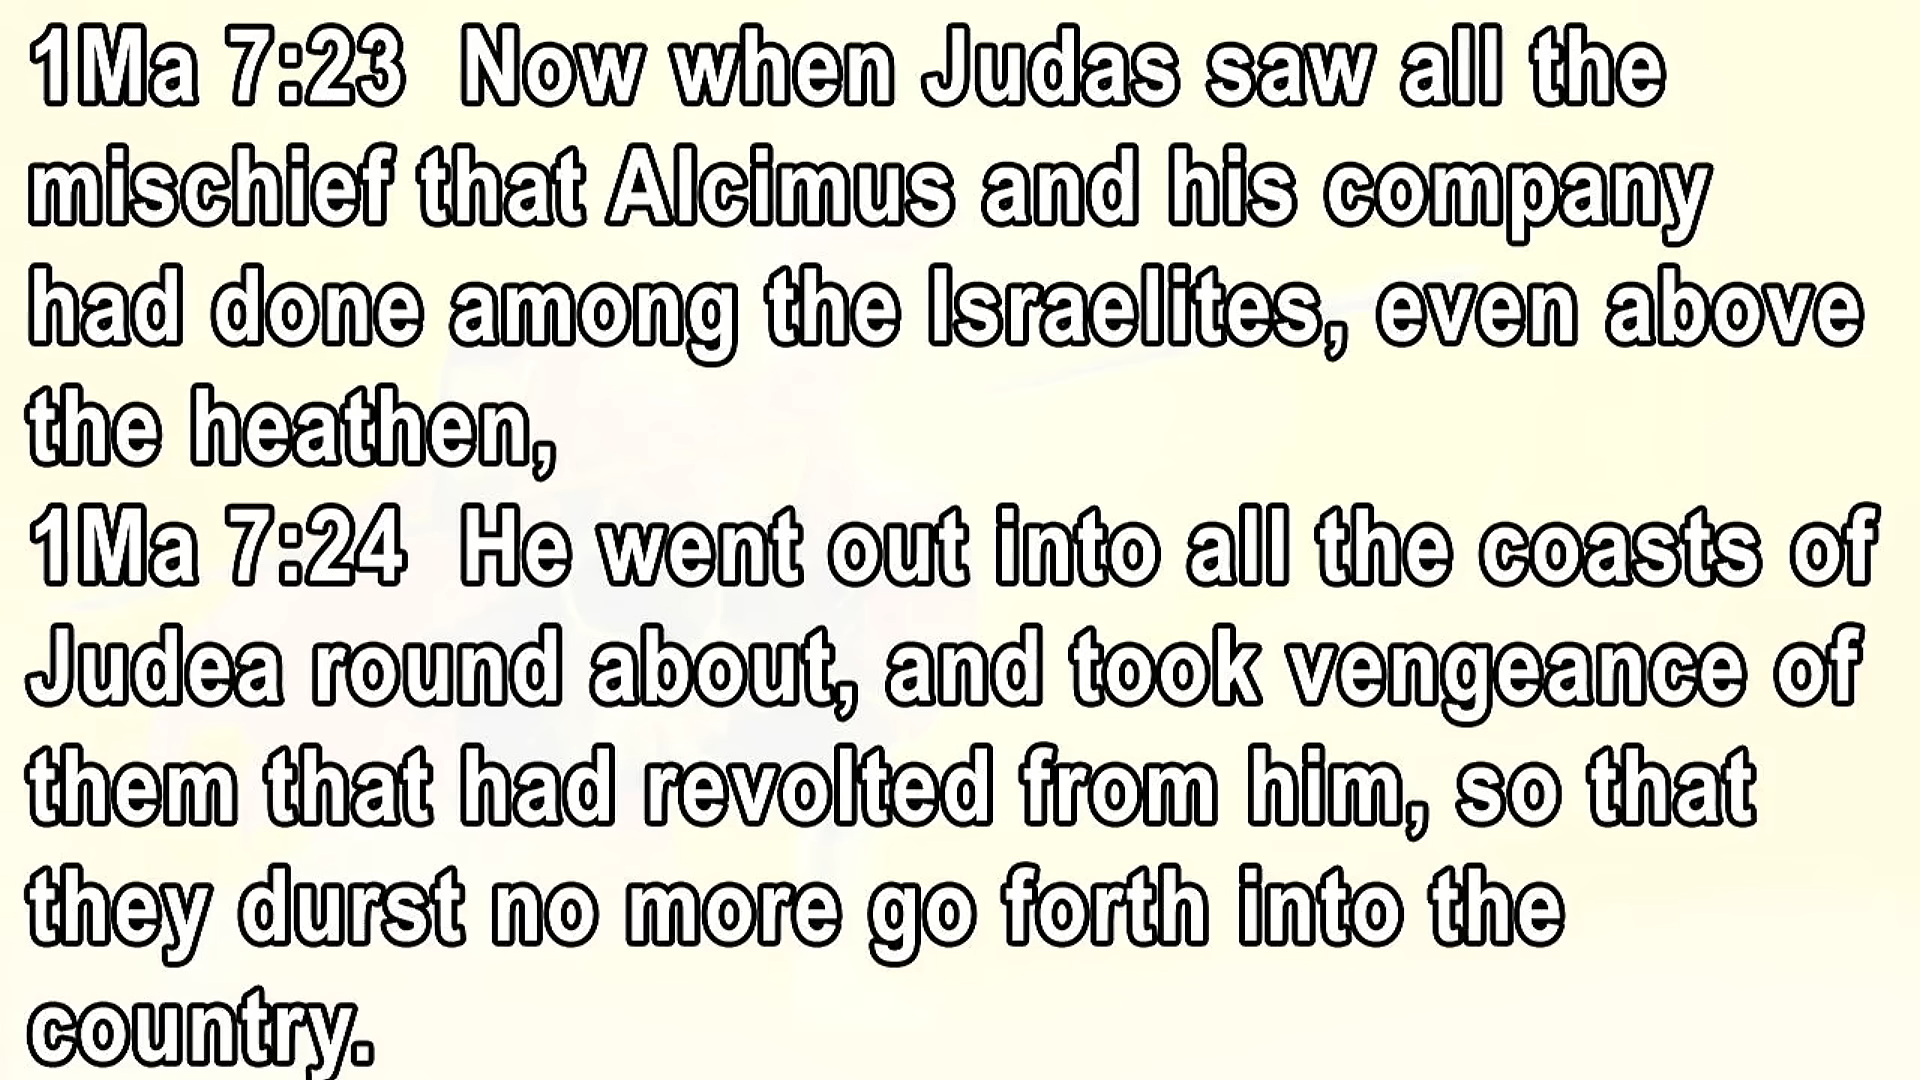 1Ma 7:23  Now when Judas saw all the
mischief that Alcimus and his company
had done among the Israelites, even above
the heathen,
1Ma 7:24  He went out into all the coasts of
Judea round about, and took vengeance of
them that had revolted from him, so that
they durst no more go forth into the
country.